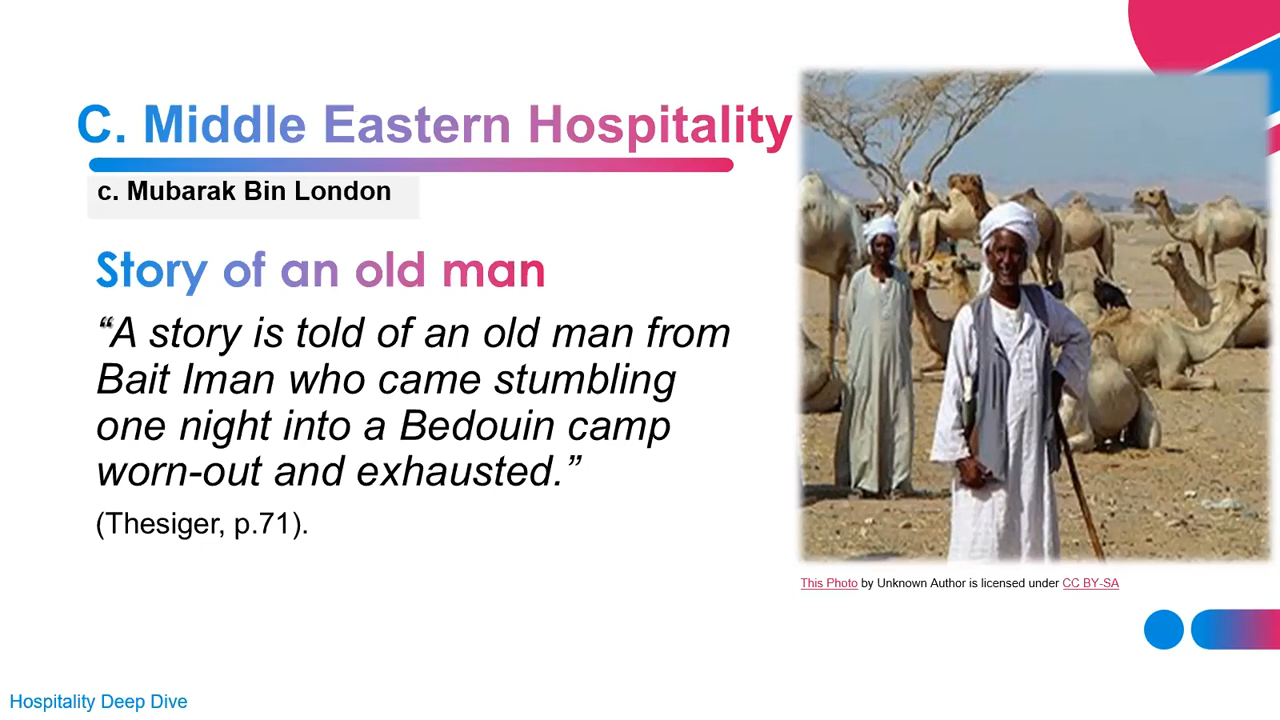 C. Middle Eastern Hospitality
c. Mubarak Bin London
Story of an old man
“A story is told of an old man from
Bait Iman who came stumbling
one night into a Bedouin camp
worn-out and exhausted.”
(Thesiger, p.71).
This Photo by Unknown Author is licensed under CC BY-SA
Hospitality Deep Dive